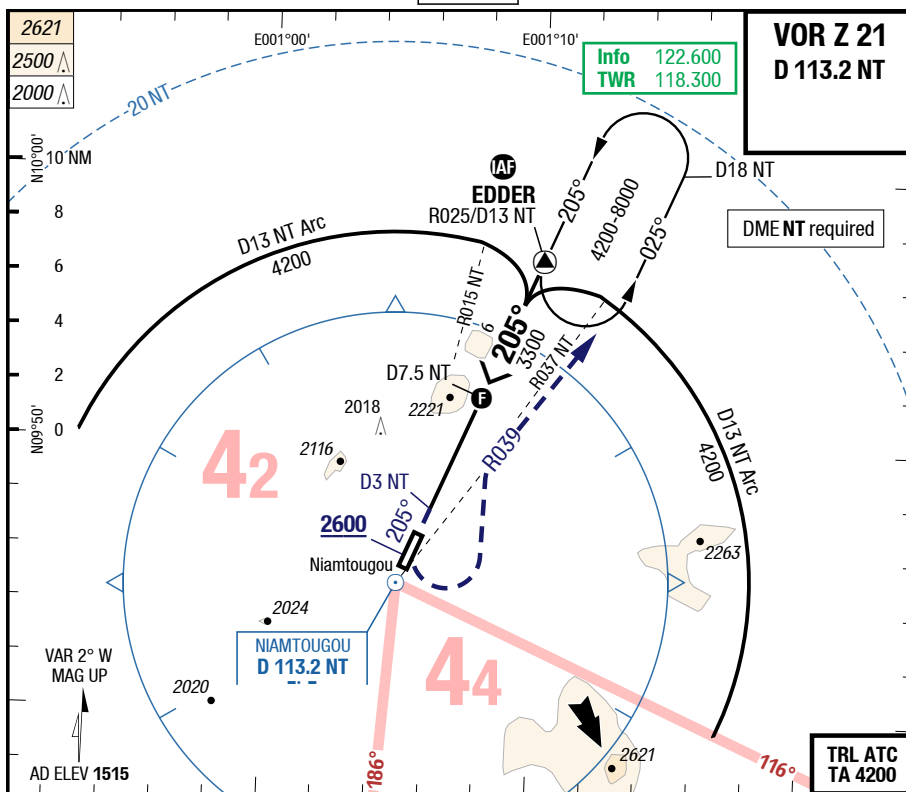 2621
2500
2000
E001°00'
E001°10'
Info 122.600
TWR 118.300
VOR Z 21
D 113.2 NT
20 NT
N10°00'
10 NM
8
6
4
2
0
N09°50'
IAF
EDDER
R025/D13 NT
205°
4200-8000
025°
D18 NT
DME NT required
D13 NT Arc
4200
R015 NT
6
205°
3300
R037 NT
D7.5 NT
F
2221
2018
2116
R039
D13 NT Arc
4200
42
D3 NT
205°
2600
Niamtougou
2263
2024
NIAMTOUGOU
D 113.2 NT
44
VAR 2° W
MAG UP
2020
2621
186°
116°
AD ELEV 1515
TRL ATC
TA 4200